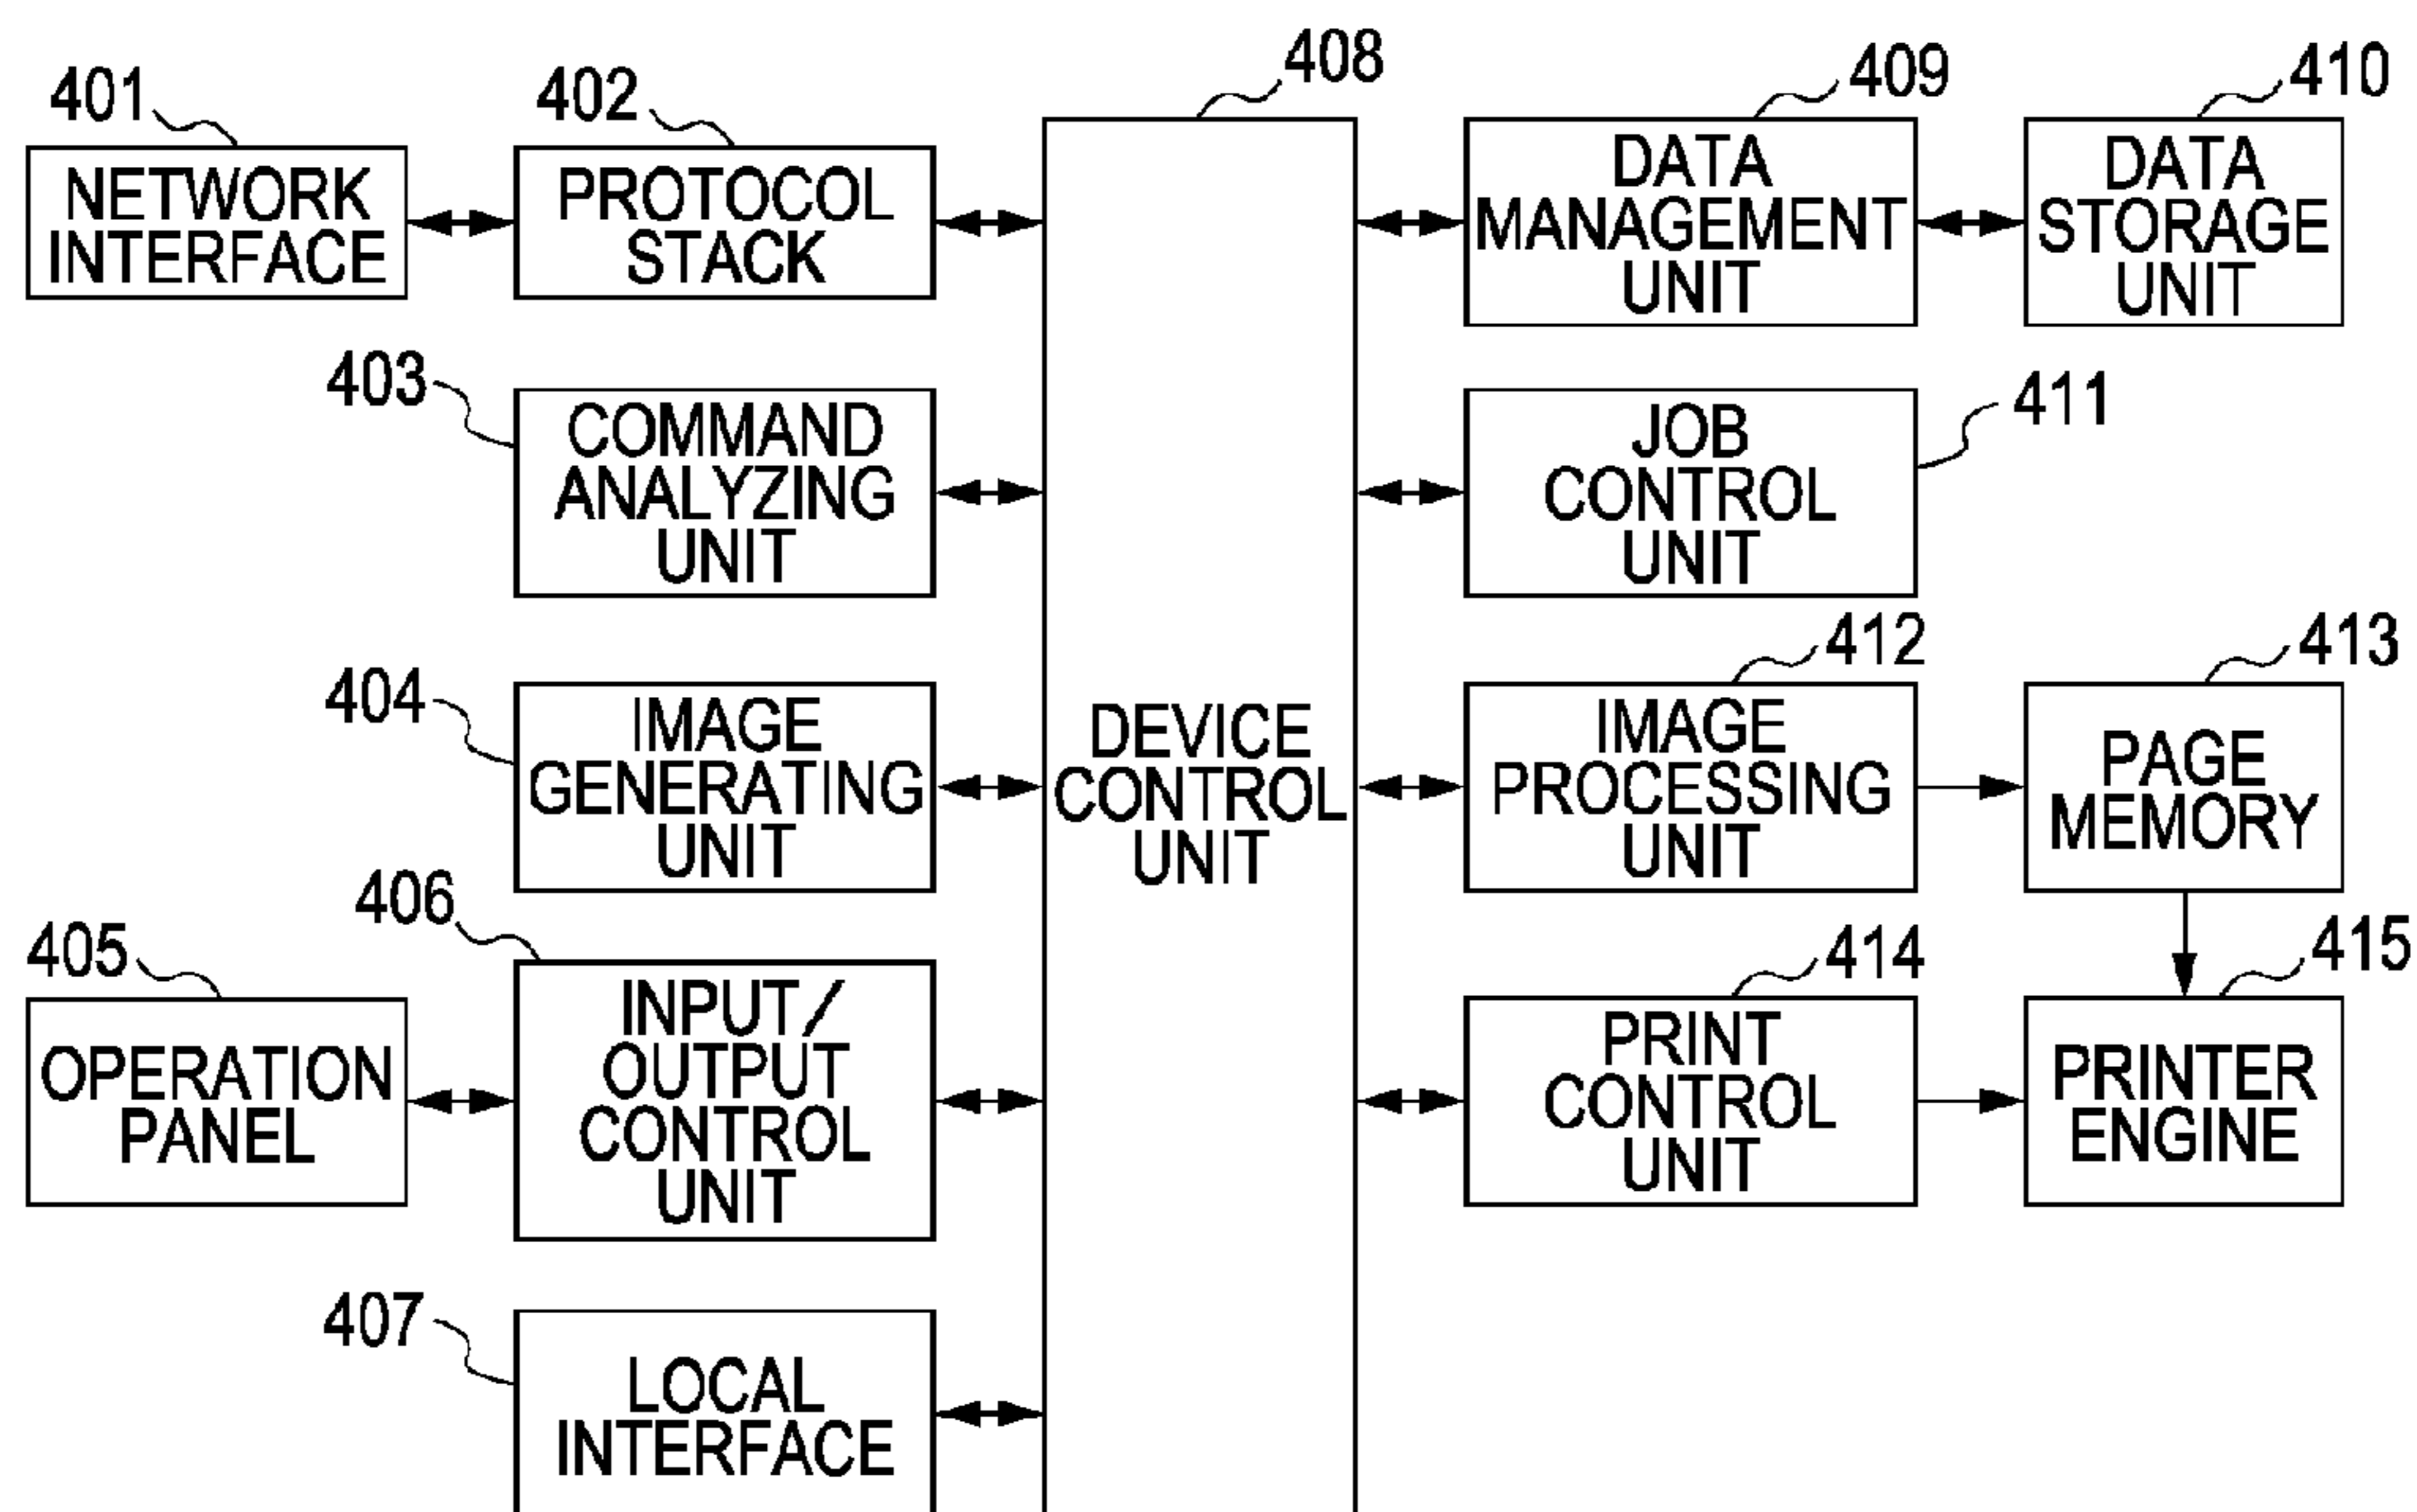 401
NETWORK
INTERFACE
402
PROTOCOL
STACK
403
COMMAND
ANALYZING
UNIT
404
IMAGE
GENERATING
UNIT
405
OPERATION
PANEL
406
INPUT/
OUTPUT
CONTROL
UNIT
407
LOCAL
INTERFACE
408
DEVICE
CONTROL
UNIT
409
DATA
MANAGEMENT
UNIT
410
DATA
STORAGE
UNIT
411
JOB
CONTROL
UNIT
412
IMAGE
PROCESSING
UNIT
413
PAGE
MEMORY
414
PRINT
CONTROL
UNIT
415
PRINTER
ENGINE